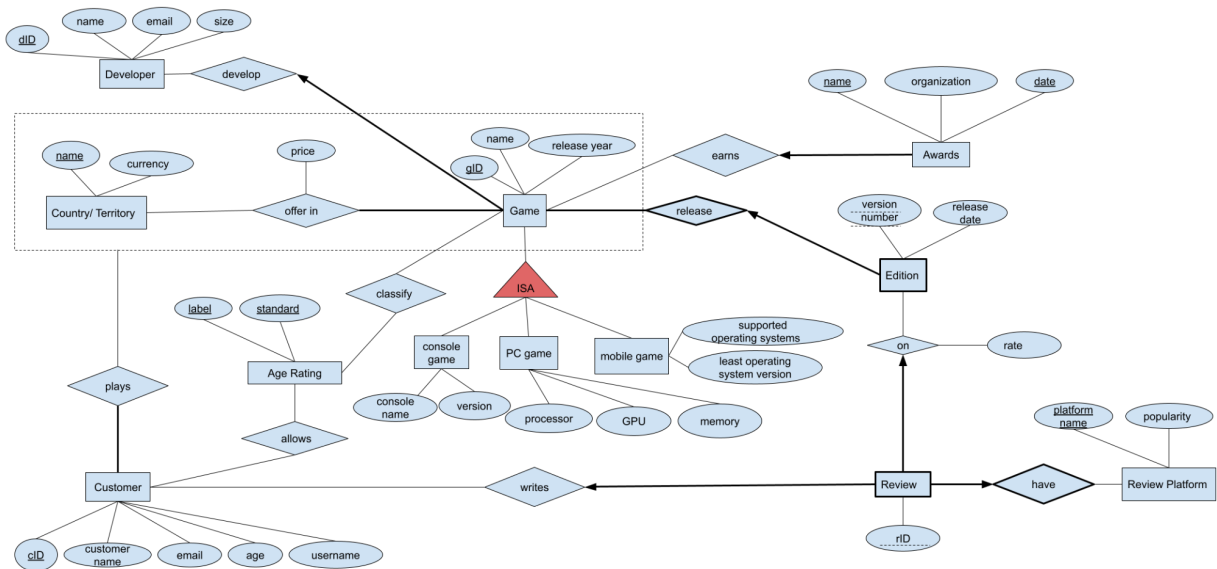 name
email
size
dID
Developer
develop
name
organization
date
Awards
earns
name
currency
Country/ Territory
price
offer in
name
release year
gID
Game
release
version
number
release
date
Edition
classify
ISA
label
standard
Age Rating
console
game
PC game
mobile game
supported
operating systems
least operating
system version
console
name
version
processor
GPU
memory
on
rate
plays
allows
platform
name
popularity
Customer
writes
Review
have
Review Platform
cID
customer
name
email
age
username
rID